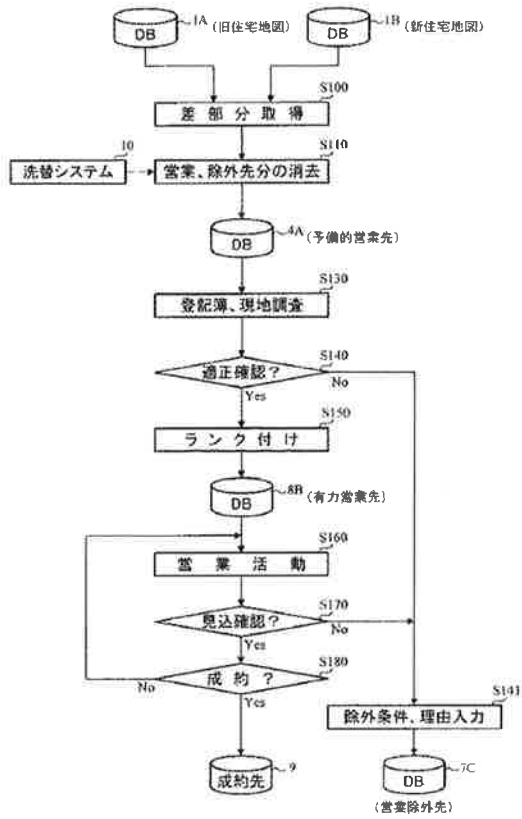 DB
1A (旧住宅地図)
DB
1B (新住宅地図)
S100
差部分取得
10
洗替システム
S110
営業、除外先分の消去
DB
4A (予備的営業先)
S130
登記簿、現地調査
S140
適正確認?
No
Yes
S150
ランク付け
DB
8B (有力営業先)
S160
営業活動
S170
見込確認?
No
Yes
S180
成約?
No
Yes
S141
除外条件、理由入力
9
成約先
DB
7C
(営業除外先)